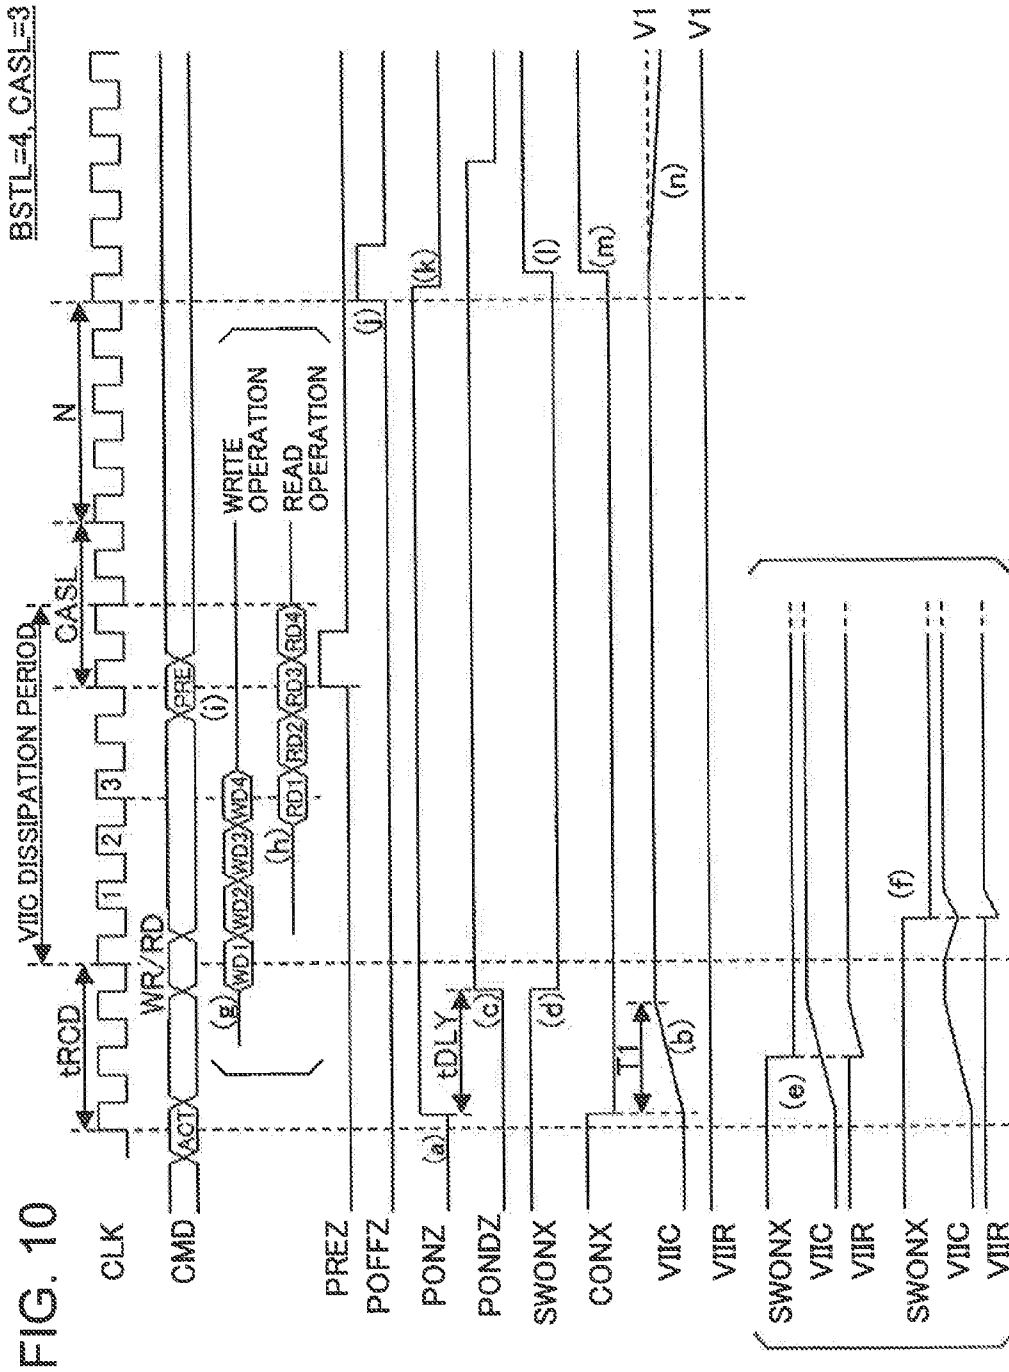 FIG. 10
BSTL=4, CASL=3
VIIC DISSIPATION PERIOD
tRCD
CASL
N
CLK
1
2
3
WR/RD
CMD
ACT
PRE
(i)
(g)
WD1
WD2
WD3
WD4
WRITE
OPERATION
(h)
RD1
RD2
RD3
RD4
READ
OPERATION
PREZ
POFFZ
(j)
PONZ
(a)
(k)
tDLY
PONDZ
(c)
SWONX
(d)
(l)
CONX
(m)
T1
VIIC
(b)
(n)
V1
VIIR
V1
SWONX
(e)
VIIC
VIIR
SWONX
(f)
VIIC
VIIR